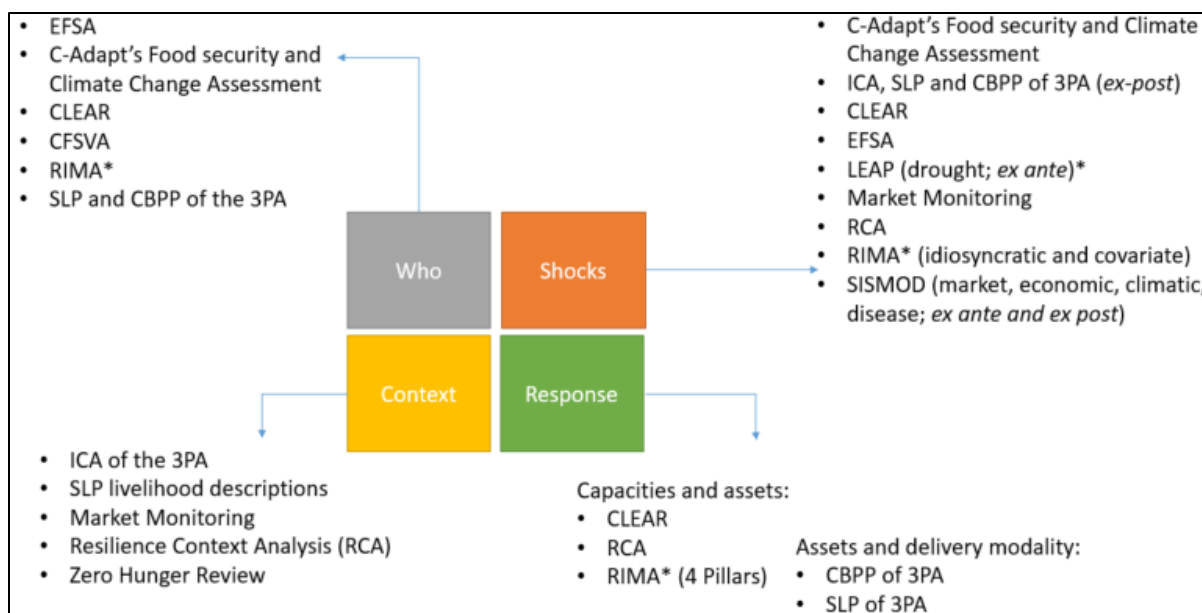 • EFSA
• C-Adapt’s Food security and
Climate Change Assessment
• CLEAR
• CFSVA
• RIMA*
• SLP and CBPP of the 3PA
• C-Adapt’s Food security and Climate
Change Assessment
• ICA, SLP and CBPP of 3PA (ex-post)
• CLEAR
• EFSA
• LEAP (drought; ex ante)*
• Market Monitoring
• RCA
• RIMA* (idiosyncratic and covariate)
• SISMOD (market, economic, climatic,
disease; ex ante and ex post)
Who
Shocks
Context
Response
• ICA of the 3PA
• SLP livelihood descriptions
• Market Monitoring
• Resilience Context Analysis (RCA)
• Zero Hunger Review
Capacities and assets:
• CLEAR
• RCA
• RIMA* (4 Pillars)
Assets and delivery modality:
• CBPP of 3PA
• SLP of 3PA